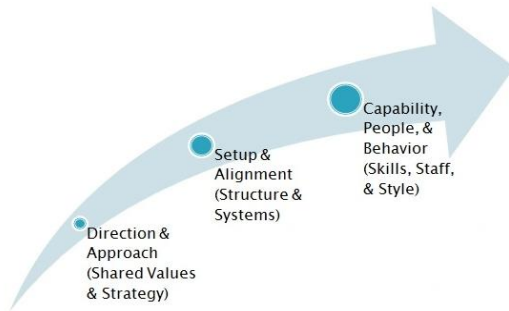 Direction &
Approach
(Shared Values
& Strategy)
Setup &
Alignment
(Structure &
Systems)
Capability,
People, &
Behavior
(Skills, Staff,
& Style)